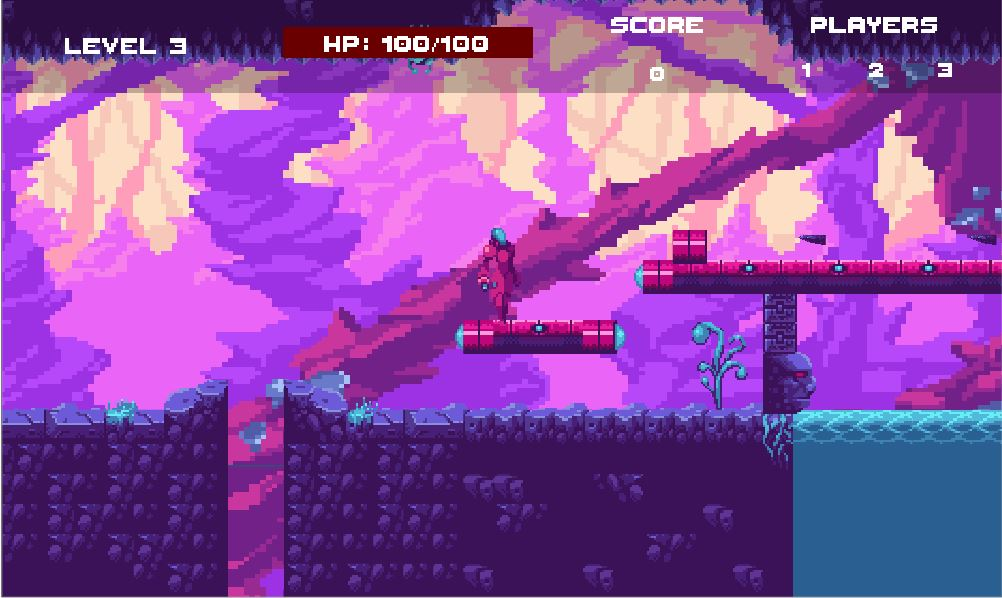 LEVEL 3
HP: 100/100
SCORE
0
PLAYERS
1 2 3